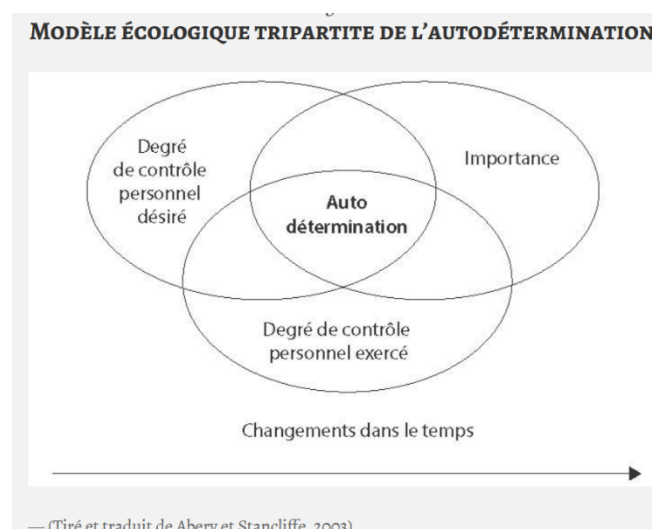 MODÈLE ÉCOLOGIQUE TRIPARTITE DE L'AUTODÉTERMINATION
Degré
de contrôle
personnel
désiré
Importance
Auto
détermination
Degré de contrôle
personnel exercé
Changements dans le temps
— (Tiré et traduit de Abery et Stancliffe, 2003)